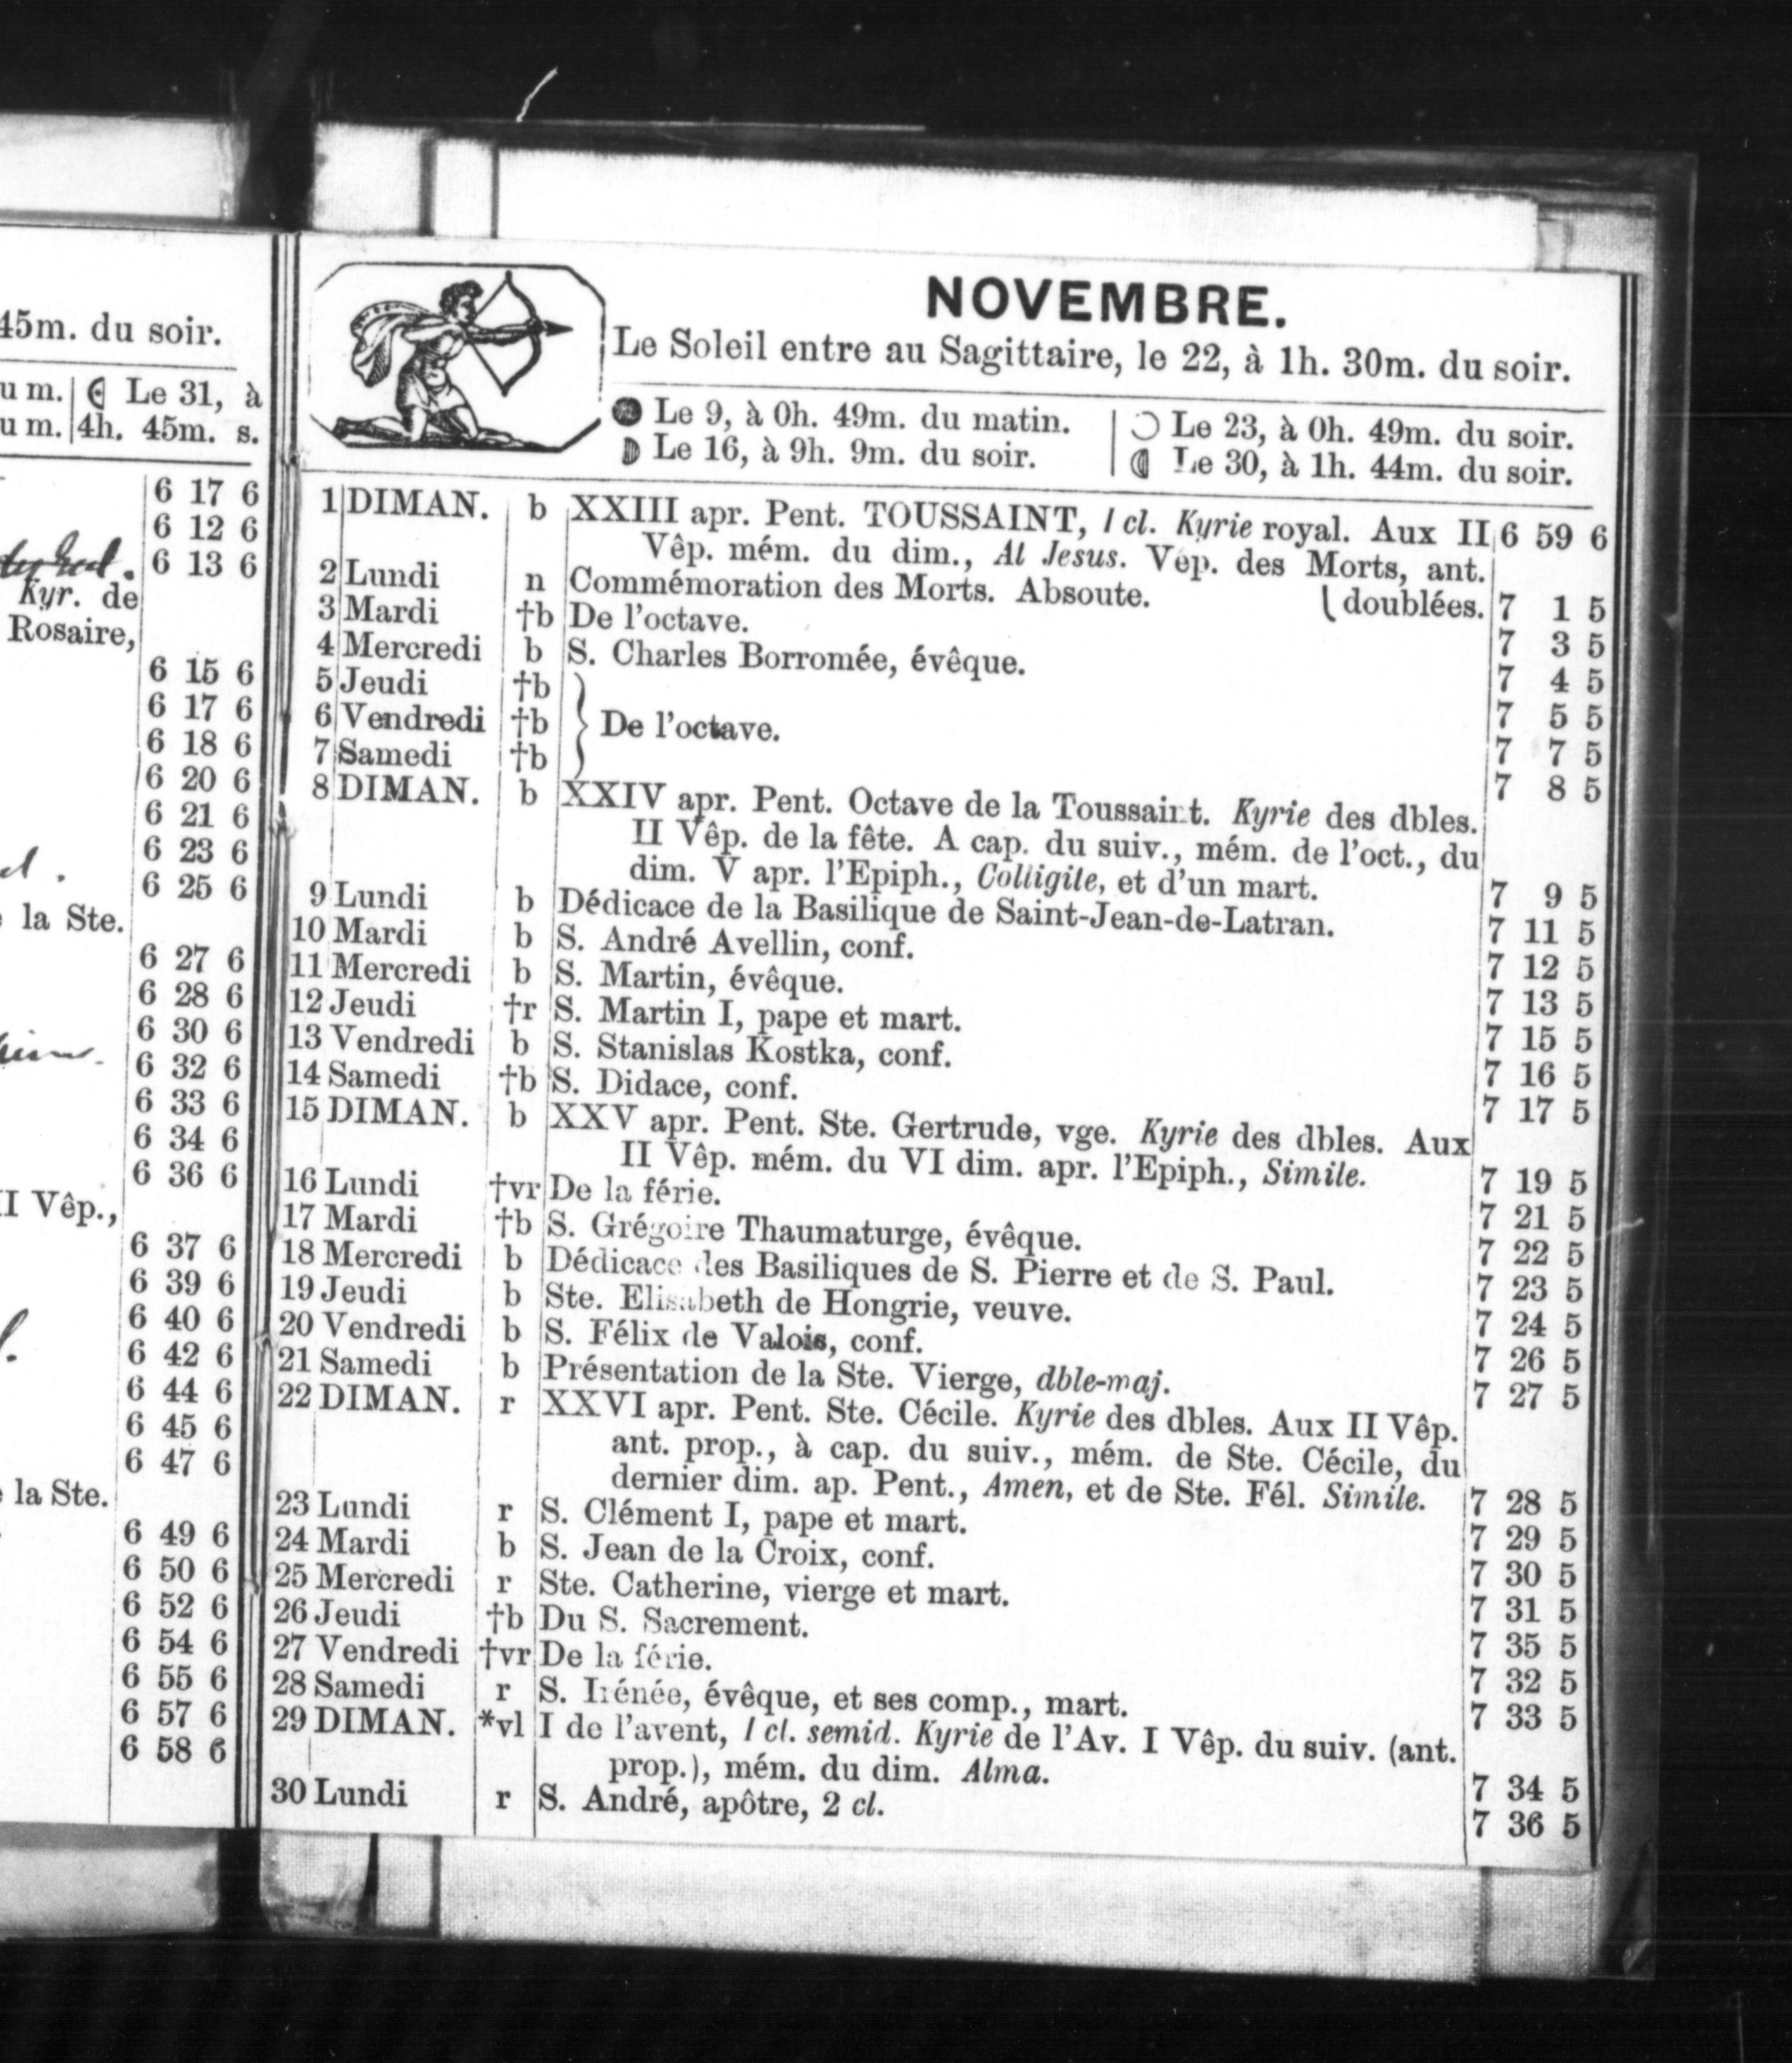 45m. du soir.
u m. Le 31, à
u m. 4h. 45m. s.
6 17 6
6 12 6
6 13 6
Kyr. de
Rosaire,
6 15 6
6 17 6
6 18 6
6 20 6
6 21 6
6 23 6
6 25 6
la Ste.
6 27 6
6 28 6
6 30 6
6 32 6
6 33 6
6 34 6
6 36 6
II Vêp.,
6 37 6
6 39 6
6 40 6
6 42 6
6 44 6
6 45 6
6 47 6
la Ste.
6 49 6
6 50 6
6 52 6
6 54 6
6 55 6
6 57 6
6 58 6
NOVEMBRE.
Le Soleil entre au Sagittaire, le 22, à 1h. 30m. du soir.
Le 9, à 0h. 49m. du matin. Le 23, à 0h. 49m. du soir.
Le 16, à 9h. 9m. du soir. Le 30, à 1h. 44m. du soir.
1 DIMAN. b XXIII apr. Pent. TOUSSAINT, 1 cl. Kyrie royal. Aux II 6 59 6
Vêp. mém. du dim., Al Jesus. Vêp. des Morts, ant.
2 Lundi n Commémoration des Morts. Absoute. (doublées. 7 1 5
3 Mardi †b De l'octave. 7 3 5
4 Mercredi b S. Charles Borromée, évêque. 7 4 5
5 Jeudi †b 7 5 5
6 Vendredi †b } De l'octave. 7 7 5
7 Samedi †b 7 8 5
8 DIMAN. b XXIV apr. Pent. Octave de la Toussaint. Kyrie des dbles.
II Vêp. de la fête. A cap. du suiv., mém. de l'oct., du
dim. V apr. l'Epiph., Colligite, et d'un mart. 7 9 5
9 Lundi b Dédicace de la Basilique de Saint-Jean-de-Latran. 7 11 5
10 Mardi b S. André Avellin, conf. 7 12 5
11 Mercredi b S. Martin, évêque. 7 13 5
12 Jeudi †r S. Martin I, pape et mart. 7 15 5
13 Vendredi b S. Stanislas Kostka, conf. 7 16 5
14 Samedi †b S. Didace, conf. 7 17 5
15 DIMAN. b XXV apr. Pent. Ste. Gertrude, vge. Kyrie des dbles. Aux
II Vêp. mém. du VI dim. apr. l'Epiph., Simile. 7 19 5
16 Lundi †vr De la férie. 7 21 5
17 Mardi †b S. Grégoire Thaumaturge, évêque. 7 22 5
18 Mercredi b Dédicace des Basiliques de S. Pierre et de S. Paul. 7 23 5
19 Jeudi b Ste. Elisabeth de Hongrie, veuve. 7 24 5
20 Vendredi b S. Félix de Valois, conf. 7 26 5
21 Samedi b Présentation de la Ste. Vierge, dble-maj. 7 27 5
22 DIMAN. r XXVI apr. Pent. Ste. Cécile. Kyrie des dbles. Aux II Vêp.
ant. prop., à cap. du suiv., mém. de Ste. Cécile, du
dernier dim. ap. Pent., Amen, et de Ste. Fél. Simile. 7 28 5
23 Lundi r S. Clément I, pape et mart. 7 29 5
24 Mardi b S. Jean de la Croix, conf. 7 30 5
25 Mercredi r Ste. Catherine, vierge et mart. 7 31 5
26 Jeudi †b Du S. Sacrement. 7 35 5
27 Vendredi †vr De la férie. 7 32 5
28 Samedi r S. Irénée, évêque, et ses comp., mart. 7 33 5
29 DIMAN. *vl I de l'avent, 1 cl. semid. Kyrie de l'Av. I Vêp. du suiv. (ant.
prop.), mém. du dim. Alma. 7 34 5
30 Lundi r S. André, apôtre, 2 cl. 7 36 5